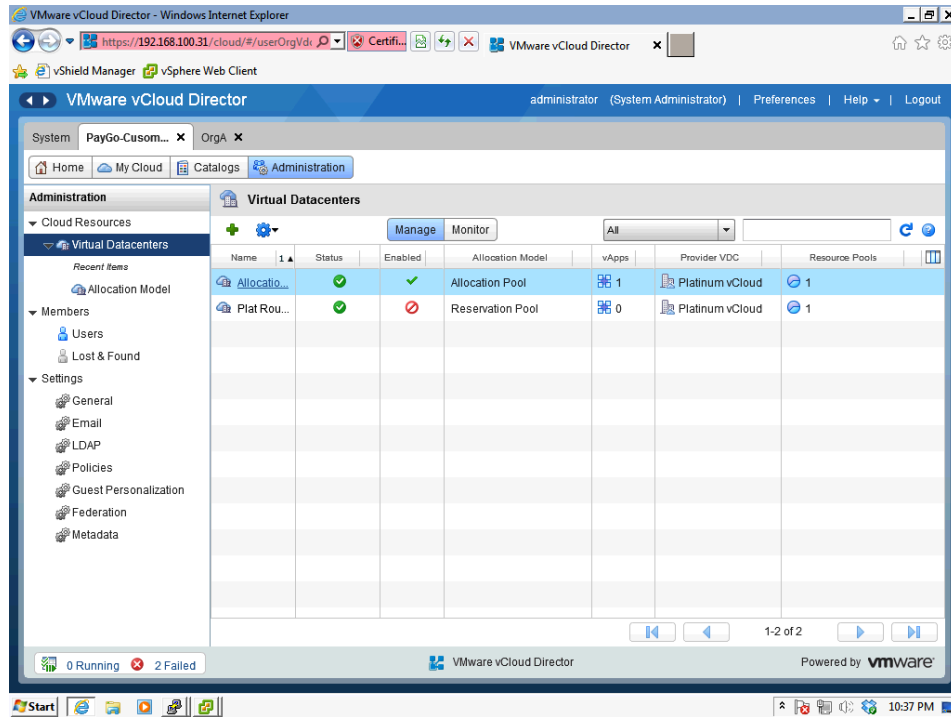 VMware vCloud Director - Windows Internet Explorer
https://192.168.100.31/cloud/#/userOrgVdc Certifi... VMware vCloud Director
vShield Manager vSphere Web Client
VMware vCloud Director administrator (System Administrator) | Preferences | Help | Logout
System PayGo-Cusom... OrgA
Home My Cloud Catalogs Administration
Administration Virtual Datacenters
Cloud Resources
Manage Monitor All
Virtual Datacenters
Name 1 Status Enabled Allocation Model vApps Provider VDC Resource Pools
Recent Items
Allocation Model
Allocatio... Allocation Pool 1 Platinum vCloud 1
Plat Rou... Reservation Pool 0 Platinum vCloud 1
Members
Users
Lost & Found
Settings
General
Email
LDAP
Policies
Guest Personalization
Federation
Metadata
1-2 of 2
0 Running 2 Failed VMware vCloud Director Powered by vmware
Start 10:37 PM